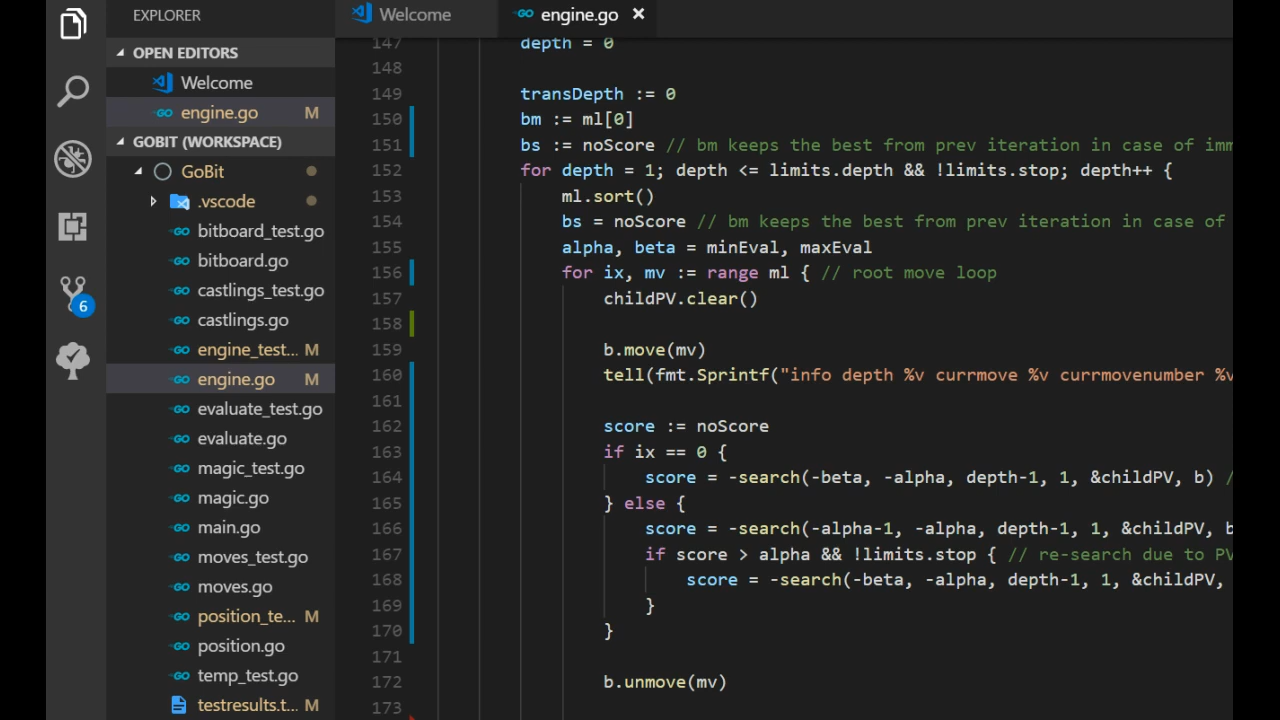 EXPLORER
OPEN EDITORS
Welcome
engine.go M
GOBIT (WORKSPACE)
GoBit
.vscode
bitboard_test.go
bitboard.go
castlings_test.go
castlings.go
engine_test... M
engine.go M
evaluate_test.go
evaluate.go
magic_test.go
magic.go
main.go
moves_test.go
moves.go
position_te... M
position.go
temp_test.go
testresults.t... M
6
Welcome
engine.go ×
147 depth = 0
148
149 transDepth := 0
150 bm := ml[0]
151 bs := noScore // bm keeps the best from prev iteration in case of imm
152 for depth = 1; depth <= limits.depth && !limits.stop; depth++ {
153 ml.sort()
154 bs = noScore // bm keeps the best from prev iteration in case of
155 alpha, beta = minEval, maxEval
156 for ix, mv := range ml { // root move loop
157 childPV.clear()
158
159 b.move(mv)
160 tell(fmt.Sprintf("info depth %v currmove %v currmovenumber %v
161
162 score := noScore
163 if ix == 0 {
164 score = -search(-beta, -alpha, depth-1, 1, &childPV, b) /
165 } else {
166 score = -search(-alpha-1, -alpha, depth-1, 1, &childPV, b
167 if score > alpha && !limits.stop { // re-search due to PV
168 score = -search(-beta, -alpha, depth-1, 1, &childPV,
169 }
170 }
171
172 b.unmove(mv)
173